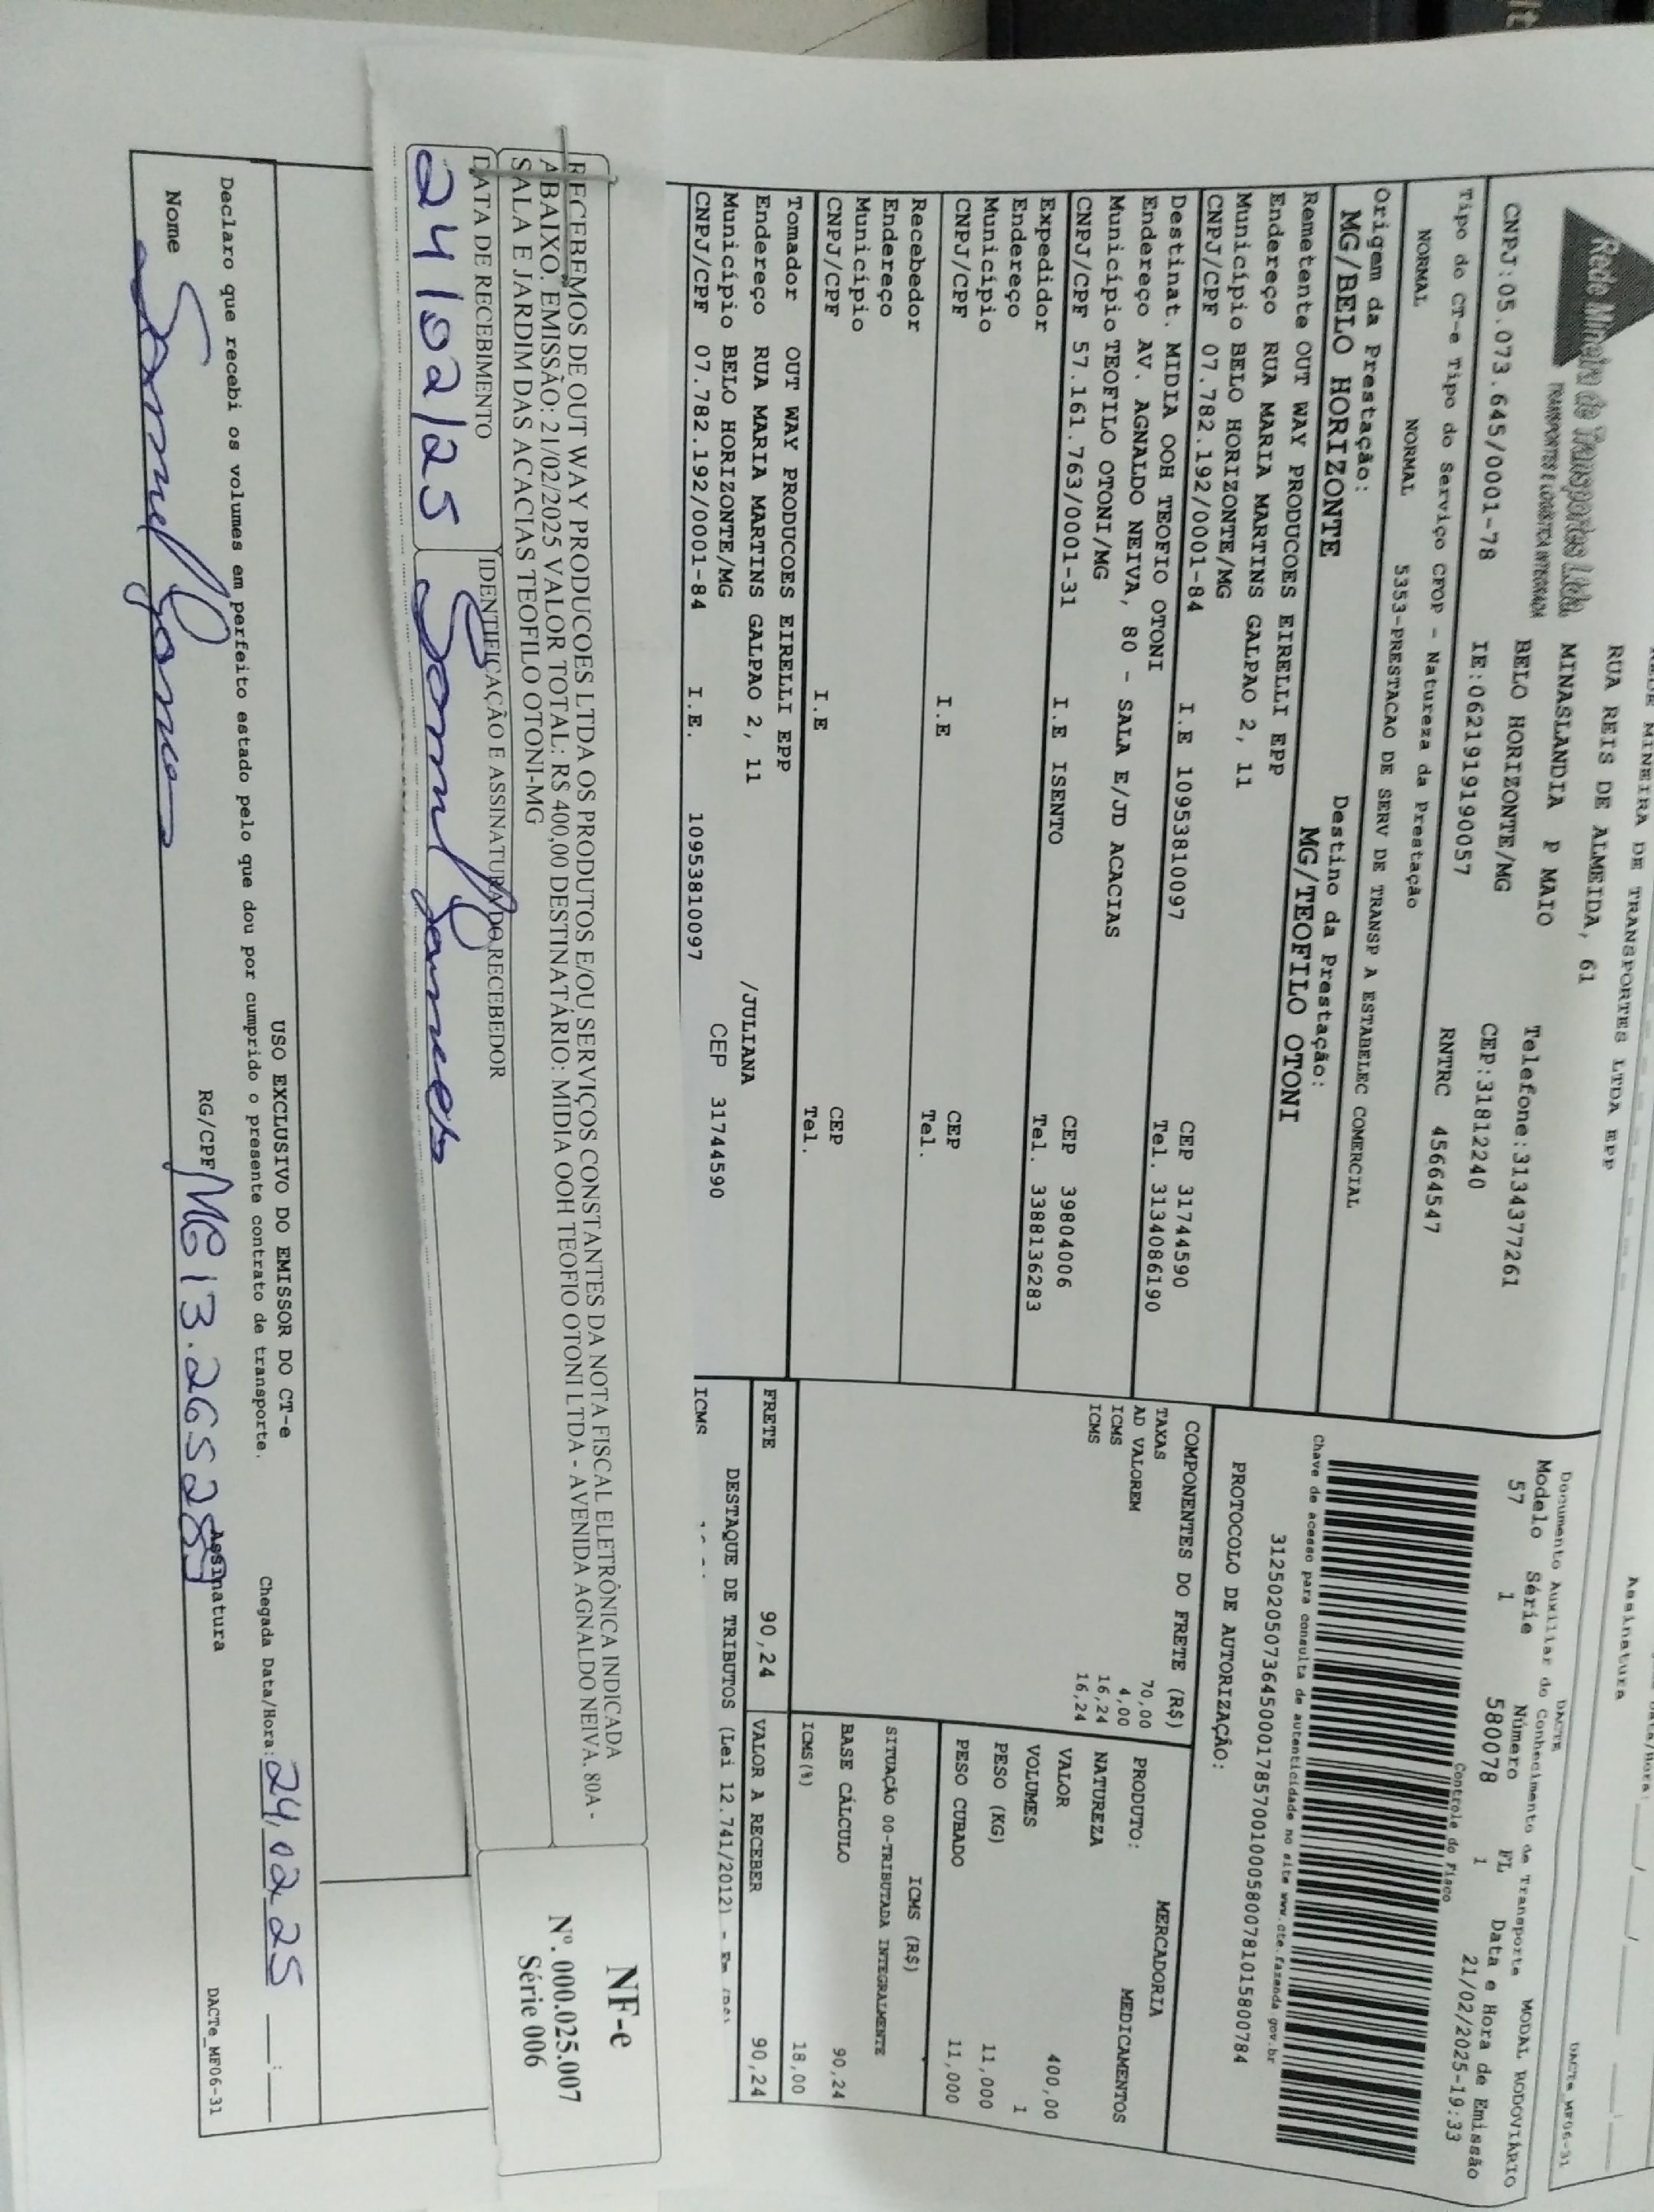 REDE MINEIRA DE TRANSPORTES LTDA EPP
RUA REIS DE ALMEIDA, 61
MINASLANDIA P MAIO
BELO HORIZONTE/MG Telefone:3134377261
IE:0621919190057 CEP:31812240
Rede Mineira de Transportes Ltda.
TRANSPORTES E LOGÍSTICA INTEGRADA
CNPJ:05.073.645/0001-78
RNTRC 45664547
Assinatura
DACTe_MF06-31
DACTE
Documento Auxiliar do Conhecimento de Transporte MODAL RODOVIÁRIO
Modelo Série Número FL Data e Hora de Emissão
57 1 580078 1 21/02/2025-19:33
Controle do Fisco
Chave de acesso para consulta de autenticidade no site www.cte.fazenda.gov.br
31250205073645000178570010005800781015800784
PROTOCOLO DE AUTORIZAÇÃO:
Tipo do CT-e Tipo do Serviço CFOP - Natureza da Prestação
NORMAL NORMAL 5353-PRESTACAO DE SERV DE TRANSP A ESTABELEC COMERCIAL
Origem da Prestação: Destino da Prestação:
MG/BELO HORIZONTE MG/TEOFILO OTONI
Remetente OUT WAY PRODUCOES EIRELLI EPP
Endereço RUA MARIA MARTINS GALPAO 2, 11
Município BELO HORIZONTE/MG CEP 31744590
CNPJ/CPF 07.782.192/0001-84 I.E 10953810097 Tel. 3134086190
Destinat. MIDIA OOH TEOFIO OTONI
Endereço AV. AGNALDO NEIVA, 80 - SALA E/JD ACACIAS
Município TEOFILO OTONI/MG CEP 39804006
CNPJ/CPF 57.161.763/0001-31 I.E ISENTO Tel. 3388136283
Expedidor
Endereço
Município CEP
CNPJ/CPF I.E Tel.
Recebedor
Endereço
Município CEP
CNPJ/CPF I.E Tel.
Tomador OUT WAY PRODUCOES EIRELLI EPP
Endereço RUA MARIA MARTINS GALPAO 2, 11 /JULIANA
Município BELO HORIZONTE/MG CEP 31744590
CNPJ/CPF 07.782.192/0001-84 I.E. 10953810097
COMPONENTES DO FRETE (R$)
TAXAS 70,00
AD VALOREM 4,00
ICMS 16,24
ICMS 16,24
FRETE 90,24
MERCADORIA
PRODUTO:
NATUREZA MEDICAMENTOS
VALOR 400,00
VOLUMES 1
PESO (KG) 11,000
PESO CUBADO 11,000
ICMS (R$)
SITUAÇÃO 00-TRIBUTADA INTEGRALMENTE
BASE CÁLCULO 90,24
ICMS(%) 18,00
VALOR A RECEBER 90,24
DESTAQUE DE TRIBUTOS (Lei 12.741/2012) -
ICMS
RECEBEMOS DE OUT WAY PRODUCOES LTDA OS PRODUTOS E/OU SERVIÇOS CONSTANTES DA NOTA FISCAL ELETRÔNICA INDICADA
ABAIXO. EMISSÃO: 21/02/2025 VALOR TOTAL: R$ 400,00 DESTINATÁRIO: MIDIA OOH TEOFIO OTONI LTDA - AVENIDA AGNALDO NEIVA, 80A -
SALA E JARDIM DAS ACACIAS TEOFILO OTONI-MG
DATA DE RECEBIMENTO IDENTIFICAÇÃO E ASSINATURA DO RECEBEDOR
24/02/25
NF-e
Nº. 000.025.007
Série 006
USO EXCLUSIVO DO EMISSOR DO CT-e
Declaro que recebi os volumes em perfeito estado pelo que dou por cumprido o presente contrato de transporte. Chegada Data/Hora: 24/02/25 __:__
Nome RG/CPF MG 13.265289 Assinatura
DACTe_MF06-31